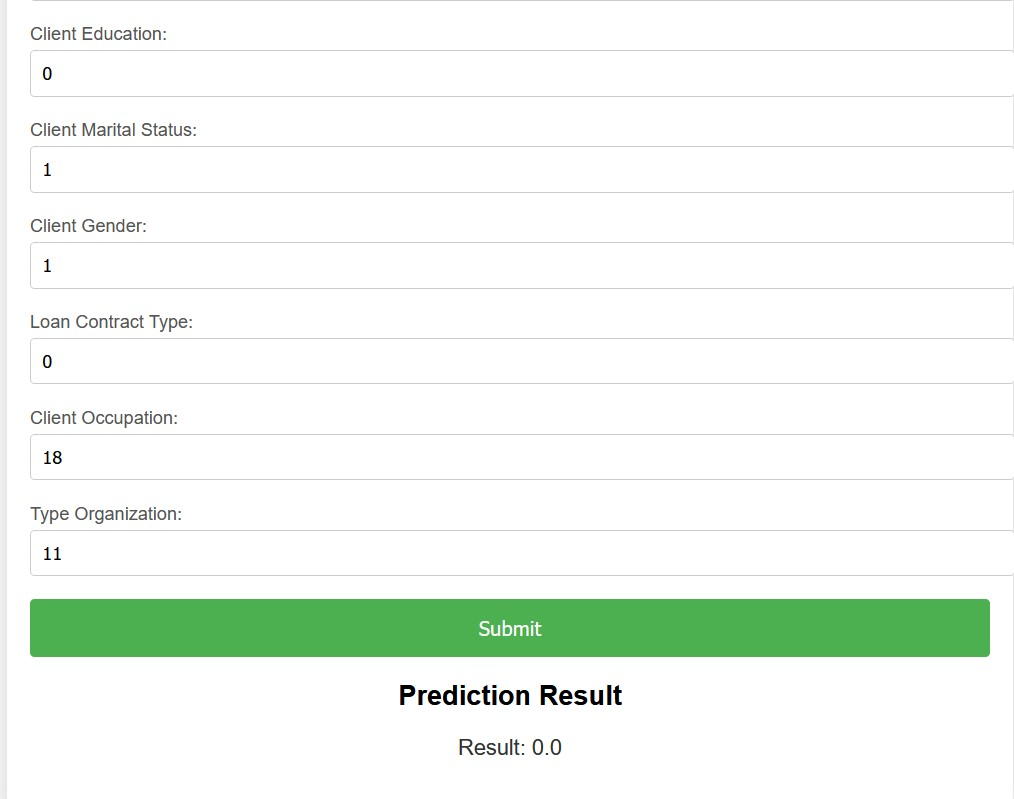 Client Education:
0
Client Marital Status:
1
Client Gender:
1
Loan Contract Type:
0
Client Occupation:
18
Type Organization:
11
Submit
Prediction Result
Result: 0.0